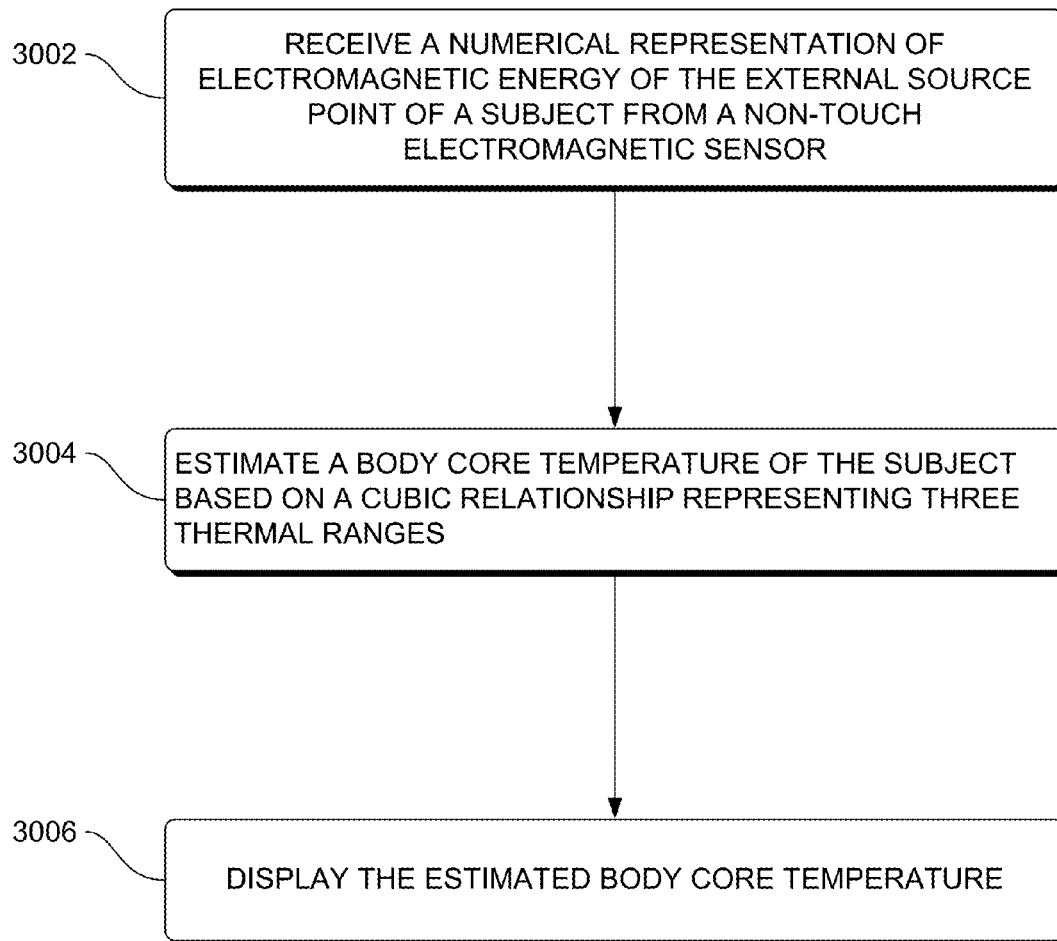 3002
RECEIVE A NUMERICAL REPRESENTATION OF
ELECTROMAGNETIC ENERGY OF THE EXTERNAL SOURCE
POINT OF A SUBJECT FROM A NON-TOUCH
ELECTROMAGNETIC SENSOR
3004
ESTIMATE A BODY CORE TEMPERATURE OF THE SUBJECT
BASED ON A CUBIC RELATIONSHIP REPRESENTING THREE
THERMAL RANGES
3006
DISPLAY THE ESTIMATED BODY CORE TEMPERATURE